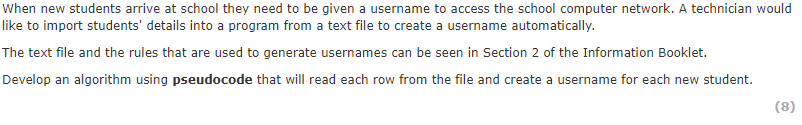 When new students arrive at school they need to be given a username to access the school computer network. A technician would
like to import students' details into a program from a text file to create a username automatically.
The text file and the rules that are used to generate usernames can be seen in Section 2 of the Information Booklet.
Develop an algorithm using pseudocode that will read each row from the file and create a username for each new student.
(8)